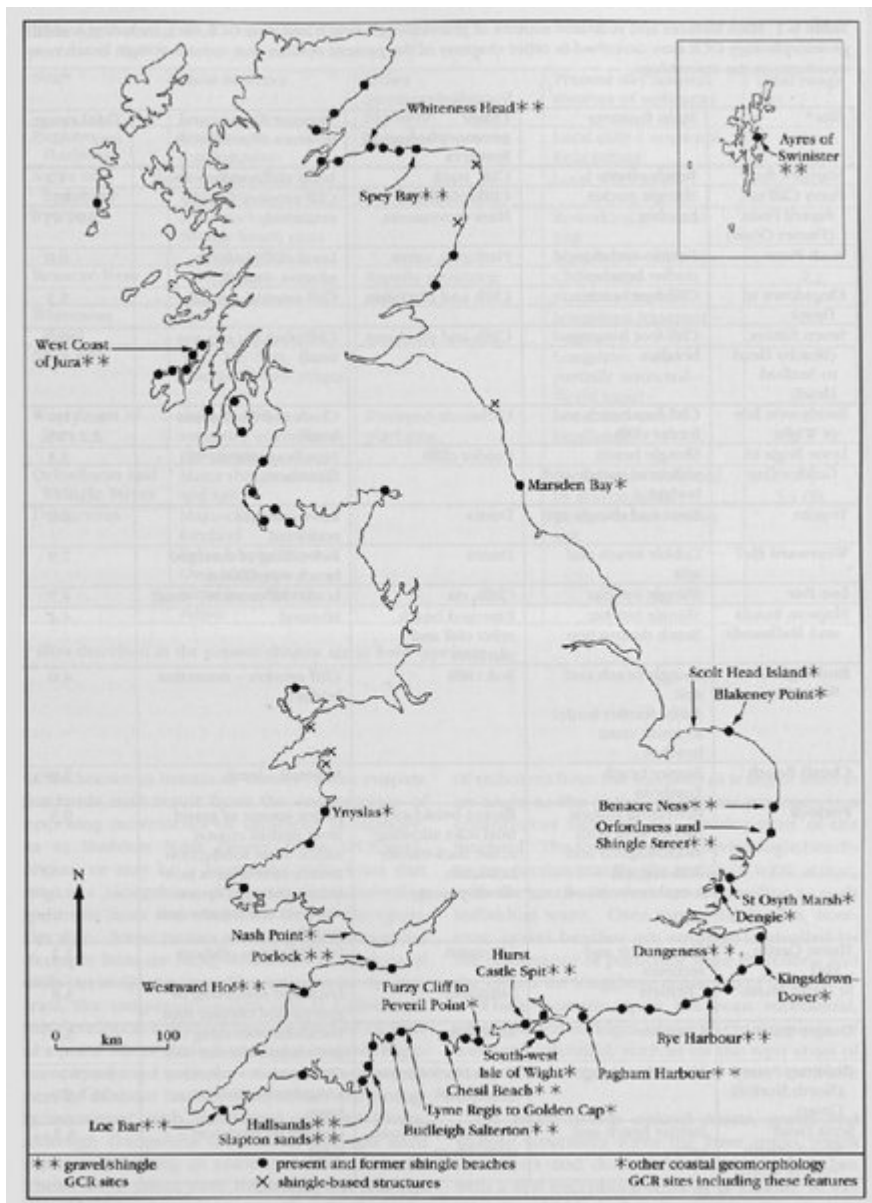 Whiteness Head**
Ayres of
Swinister
**
Spey Bay**
West Coast
of Jura**
Marsden Bay*
Scolt Head Island*
Blakeney Point*
Benacre Ness**
Ynyslas*
Orfordness and
Shingle Street**
N
St Osyth Marsh*
Dengie*
Nash Point*
Hurst
Castle Spit**
Dungeness**
Porlock**
Westward Ho!**
Furzy Cliff to
Peveril Point*
Kingsdown–
Dover*
0 km 100
Rye Harbour**
South-west
Isle of Wight*
Pagham Harbour**
Chesil Beach**
Loe Bar**
Hallsands**
Lyme Regis to Golden Cap*
Slapton sands**
Budleigh Salterton**
** gravel/shingle
GCR sites
● present and former shingle beaches
× shingle-based structures
*other coastal geomorphology
GCR sites including these features